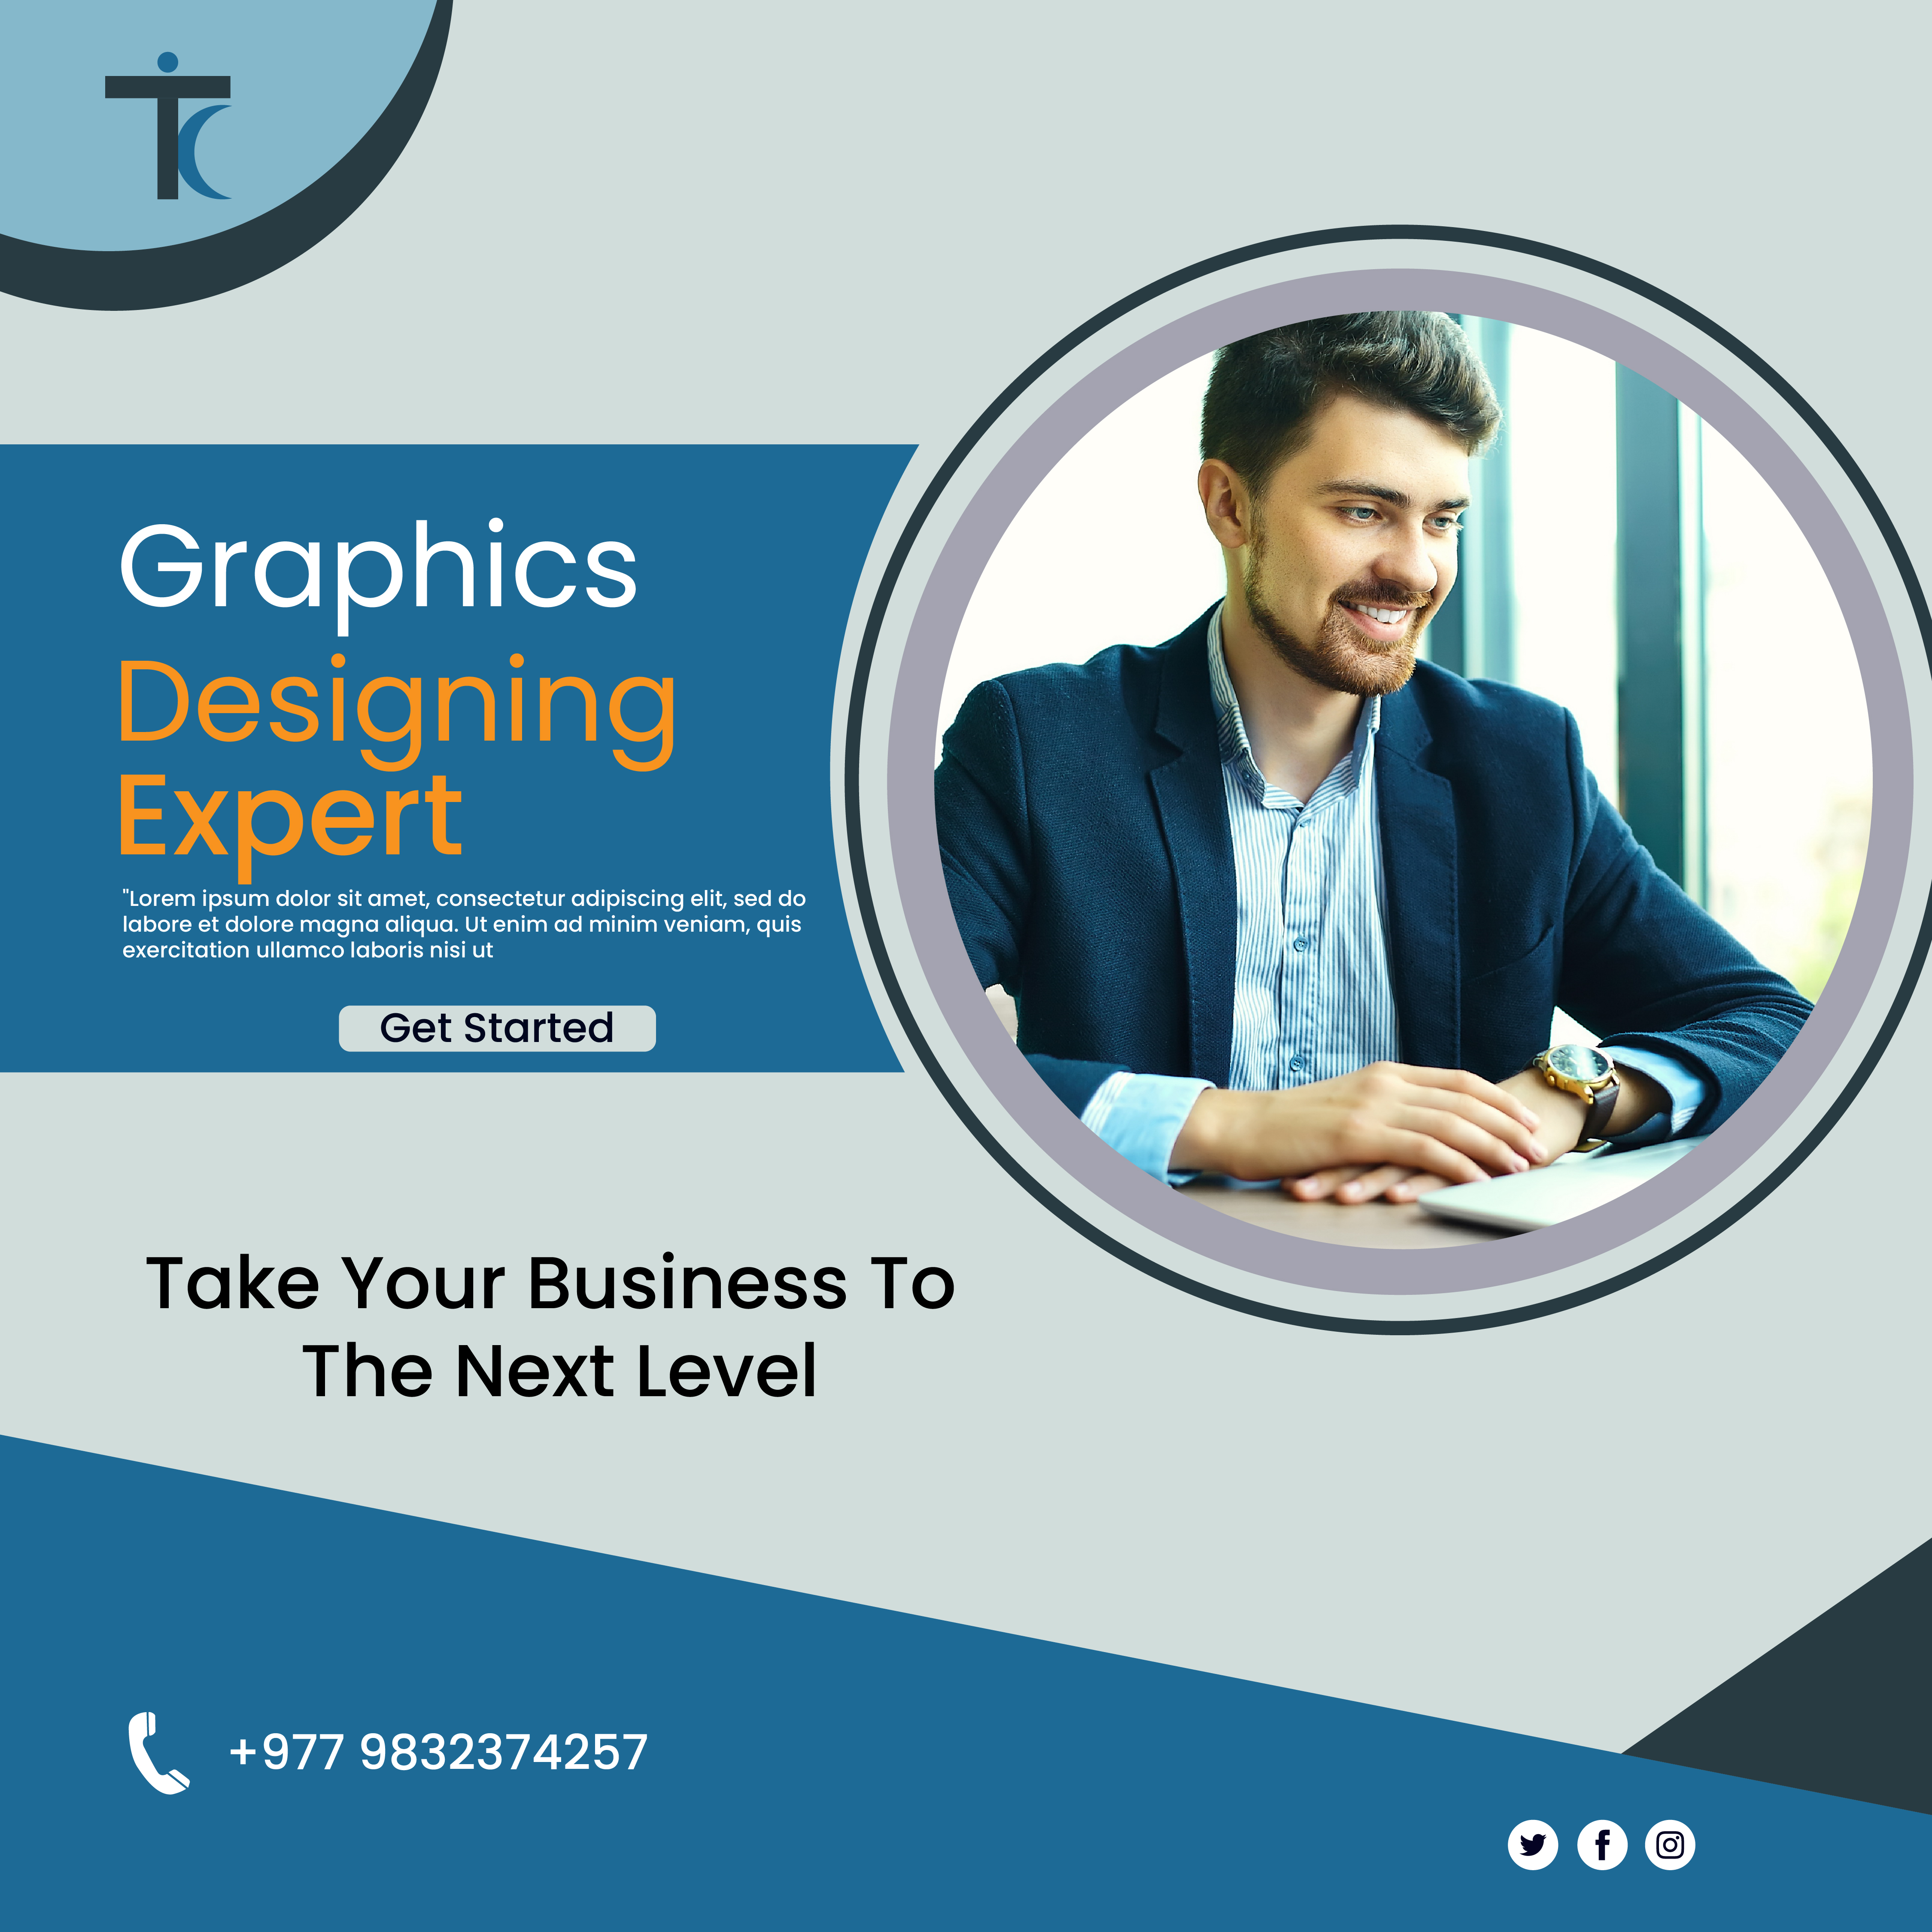 TC
Graphics
Designing
Expert
"Lorem ipsum dolor sit amet, consectetur adipiscing elit, sed do
labore et dolore magna aliqua. Ut enim ad minim veniam, quis
exercitation ullamco laboris nisi ut
Get Started
Take Your Business To
The Next Level
+977 9832374257